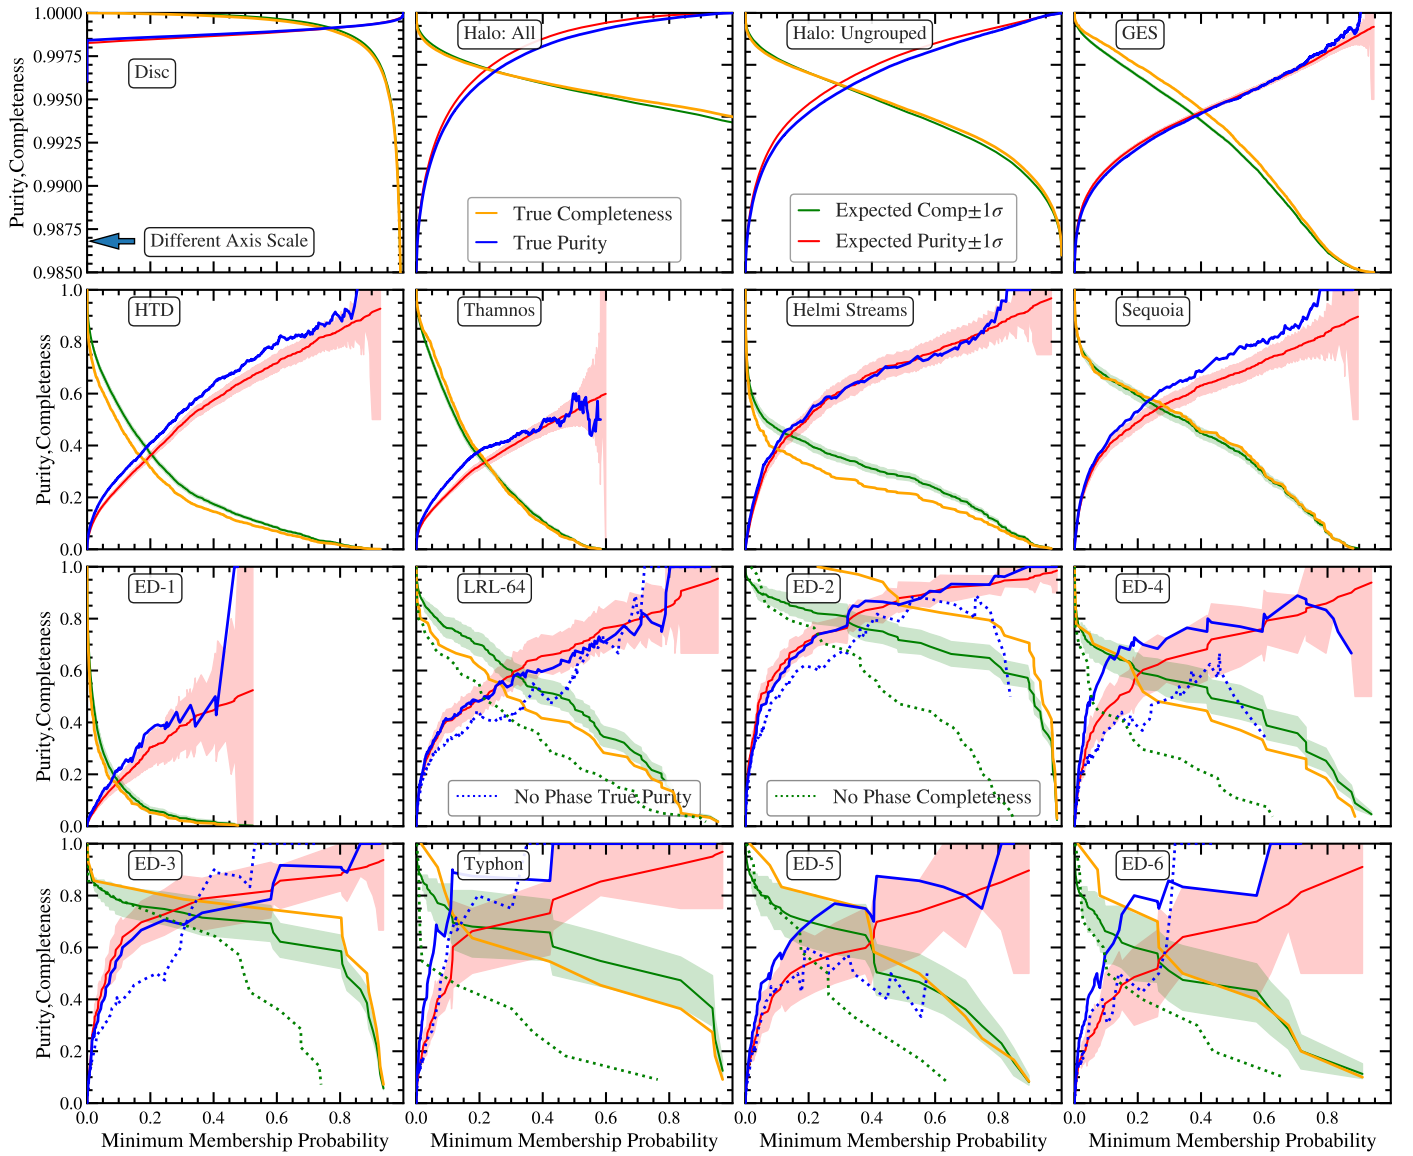 Purity,Completeness
1.0000
0.9975
0.9950
0.9925
0.9900
0.9875
0.9850
Disc
Different Axis Scale
Halo: All
True Completeness
True Purity
Halo: Ungrouped
Expected Comp±1σ
Expected Purity±1σ
GES
Purity,Completeness
1.0
0.8
0.6
0.4
0.2
0.0
HTD
Thamnos
Helmi Streams
Sequoia
Purity,Completeness
1.0
0.8
0.6
0.4
0.2
0.0
ED-1
LRL-64
No Phase True Purity
ED-2
No Phase Completeness
ED-4
Purity,Completeness
1.0
0.8
0.6
0.4
0.2
0.0
ED-3
Typhon
ED-5
ED-6
0.0 0.2 0.4 0.6 0.8
0.0 0.2 0.4 0.6 0.8
0.0 0.2 0.4 0.6 0.8
0.0 0.2 0.4 0.6 0.8
Minimum Membership Probability
Minimum Membership Probability
Minimum Membership Probability
Minimum Membership Probability